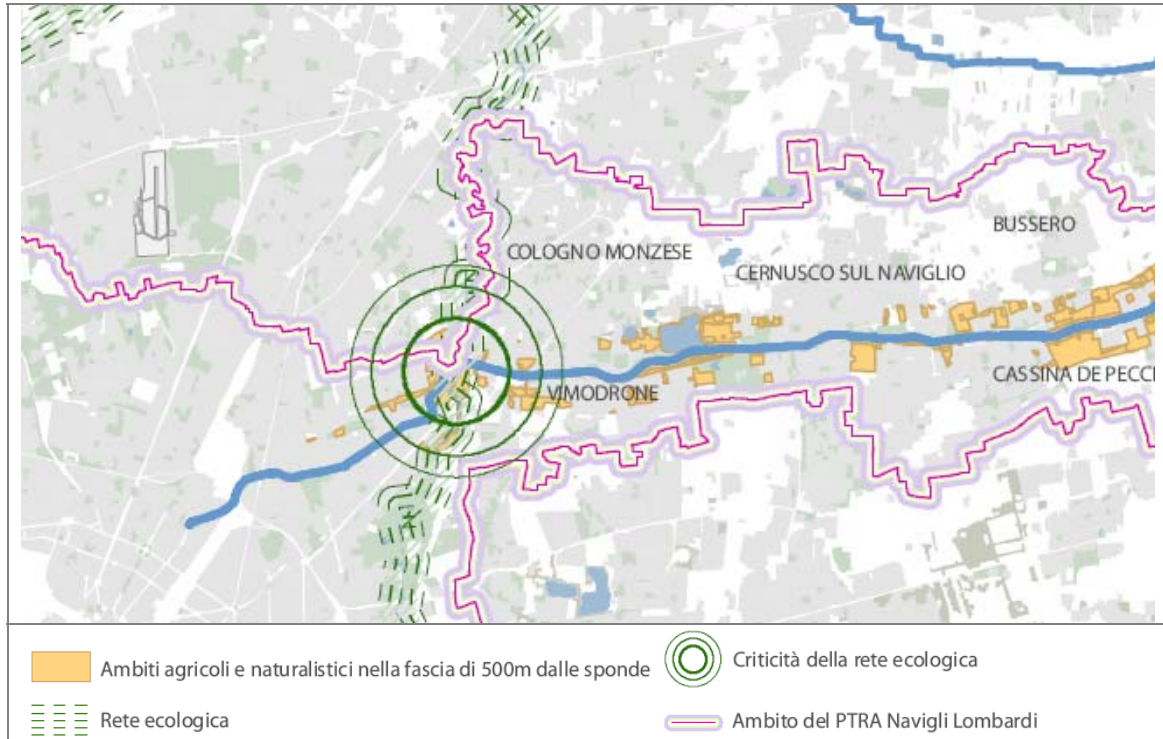 BUSSERO
COLOGNO MONZESE
CERNUSCO SUL NAVIGLIO
CASSINA DE PECCI
VIMODRONE
Ambiti agricoli e naturalistici nella fascia di 500m dalle sponde
Criticità della rete ecologica
Rete ecologica
Ambito del PTRA Navigli Lombardi